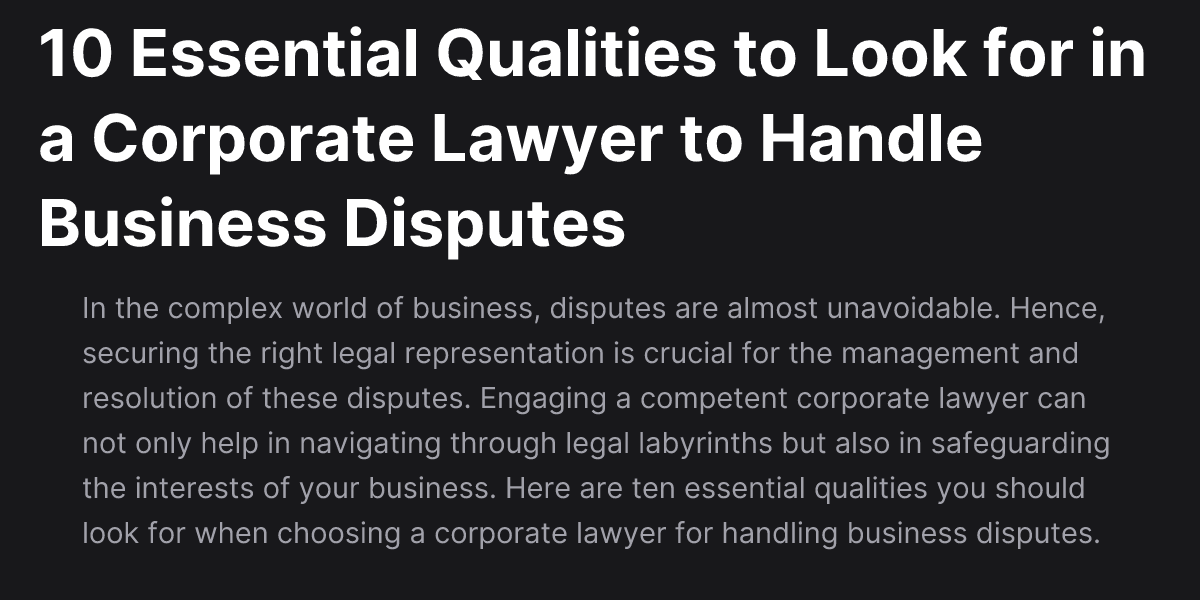 10 Essential Qualities to Look for in
a Corporate Lawyer to Handle
Business Disputes
In the complex world of business, disputes are almost unavoidable. Hence,
securing the right legal representation is crucial for the management and
resolution of these disputes. Engaging a competent corporate lawyer can
not only help in navigating through legal labyrinths but also in safeguarding
the interests of your business. Here are ten essential qualities you should
look for when choosing a corporate lawyer for handling business disputes.